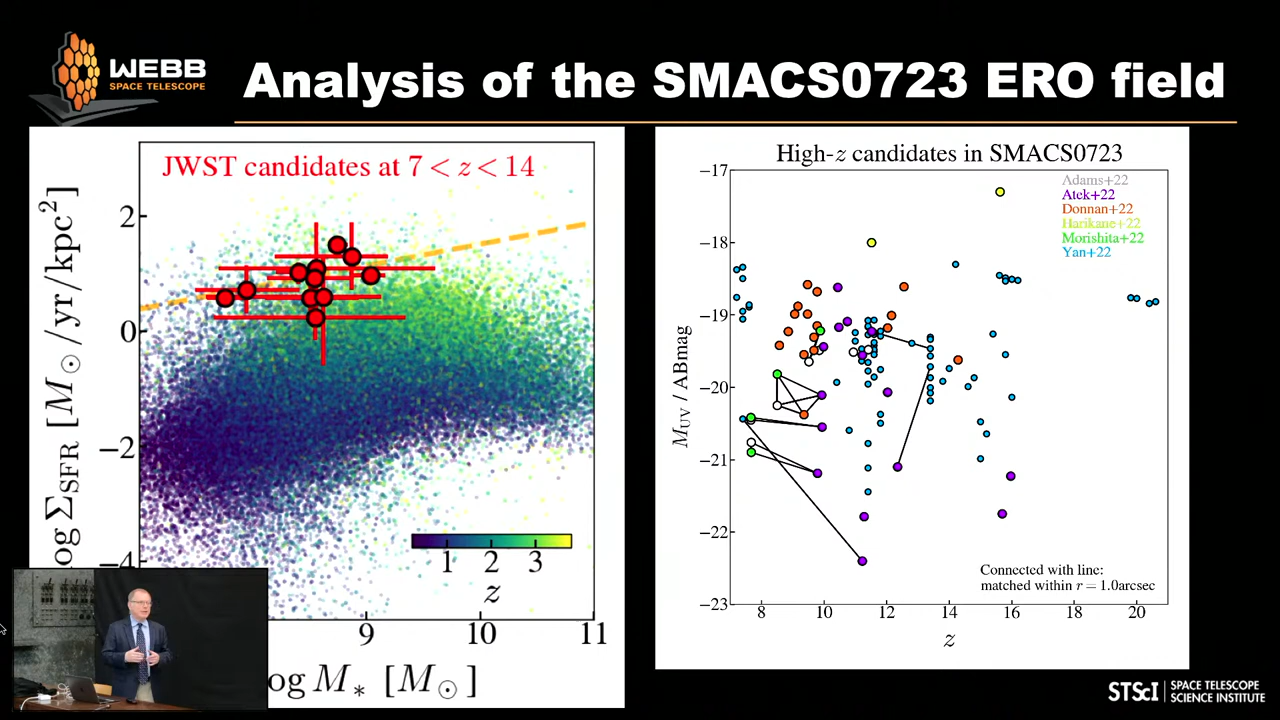 WEBB
SPACE TELESCOPE
Analysis of the SMACS0723 ERO field
JWST candidates at 7 < z < 14
og Σ_SFR [M_⊙/yr/kpc²]
2
0
−2
−4
1 2 3
z
9 10 11
og M_* [M_⊙]
High-z candidates in SMACS0723
Adams+22
Atek+22
Donnan+22
Harikane+22
Morishita+22
Yan+22
M_UV / ABmag
−17
−18
−19
−20
−21
−22
−23
Connected with line:
matched within r = 1.0arcsec
8 10 12 14 16 18 20
z
STScI | SPACE TELESCOPE
SCIENCE INSTITUTE